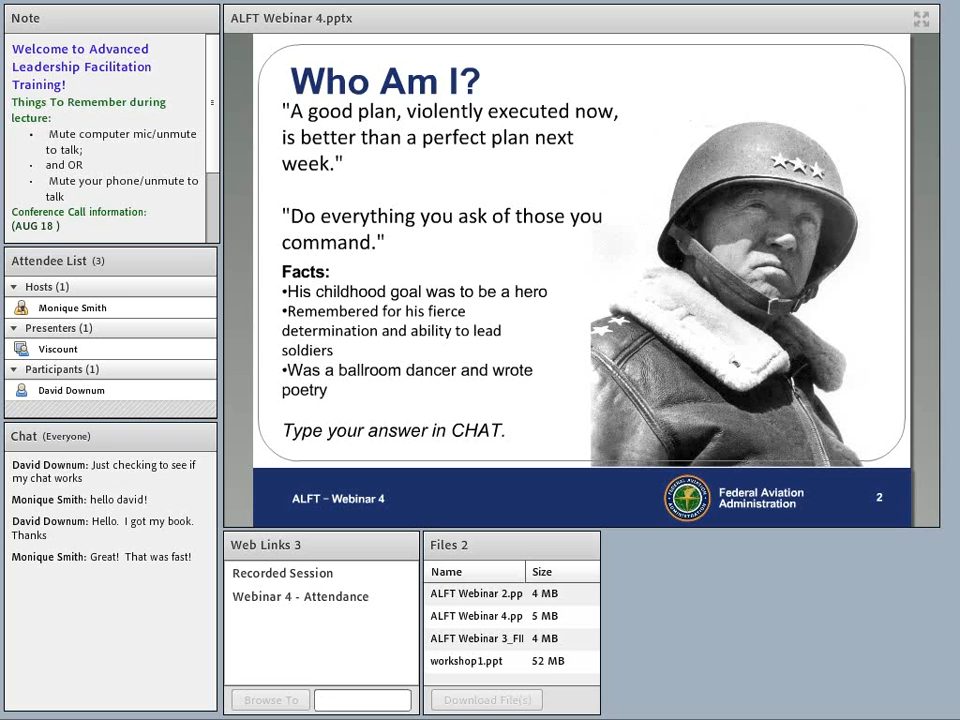 Note
Welcome to Advanced
Leadership Facilitation
Training!
Things To Remember during
lecture:
• Mute computer mic/unmute
to talk;
• and OR
• Mute your phone/unmute to
talk
Conference Call information:
(AUG 18 )
Attendee List (3)
Hosts (1)
Monique Smith
Presenters (1)
Viscount
Participants (1)
David Downum
Chat (Everyone)
David Downum: Just checking to see if
my chat works
Monique Smith: hello david!
David Downum: Hello. I got my book.
Thanks
Monique Smith: Great! That was fast!
ALFT Webinar 4.pptx
Who Am I?
"A good plan, violently executed now,
is better than a perfect plan next
week."
"Do everything you ask of those you
command."
Facts:
•His childhood goal was to be a hero
•Remembered for his fierce
determination and ability to lead
soldiers
•Was a ballroom dancer and wrote
poetry
Type your answer in CHAT.
ALFT – Webinar 4
Federal Aviation
Administration
2
Web Links 3
Recorded Session
Webinar 4 - Attendance
Browse To
Files 2
Name Size
ALFT Webinar 2.pp 4 MB
ALFT Webinar 4.pp 5 MB
ALFT Webinar 3_FII 4 MB
workshop1.ppt 52 MB
Download File(s)